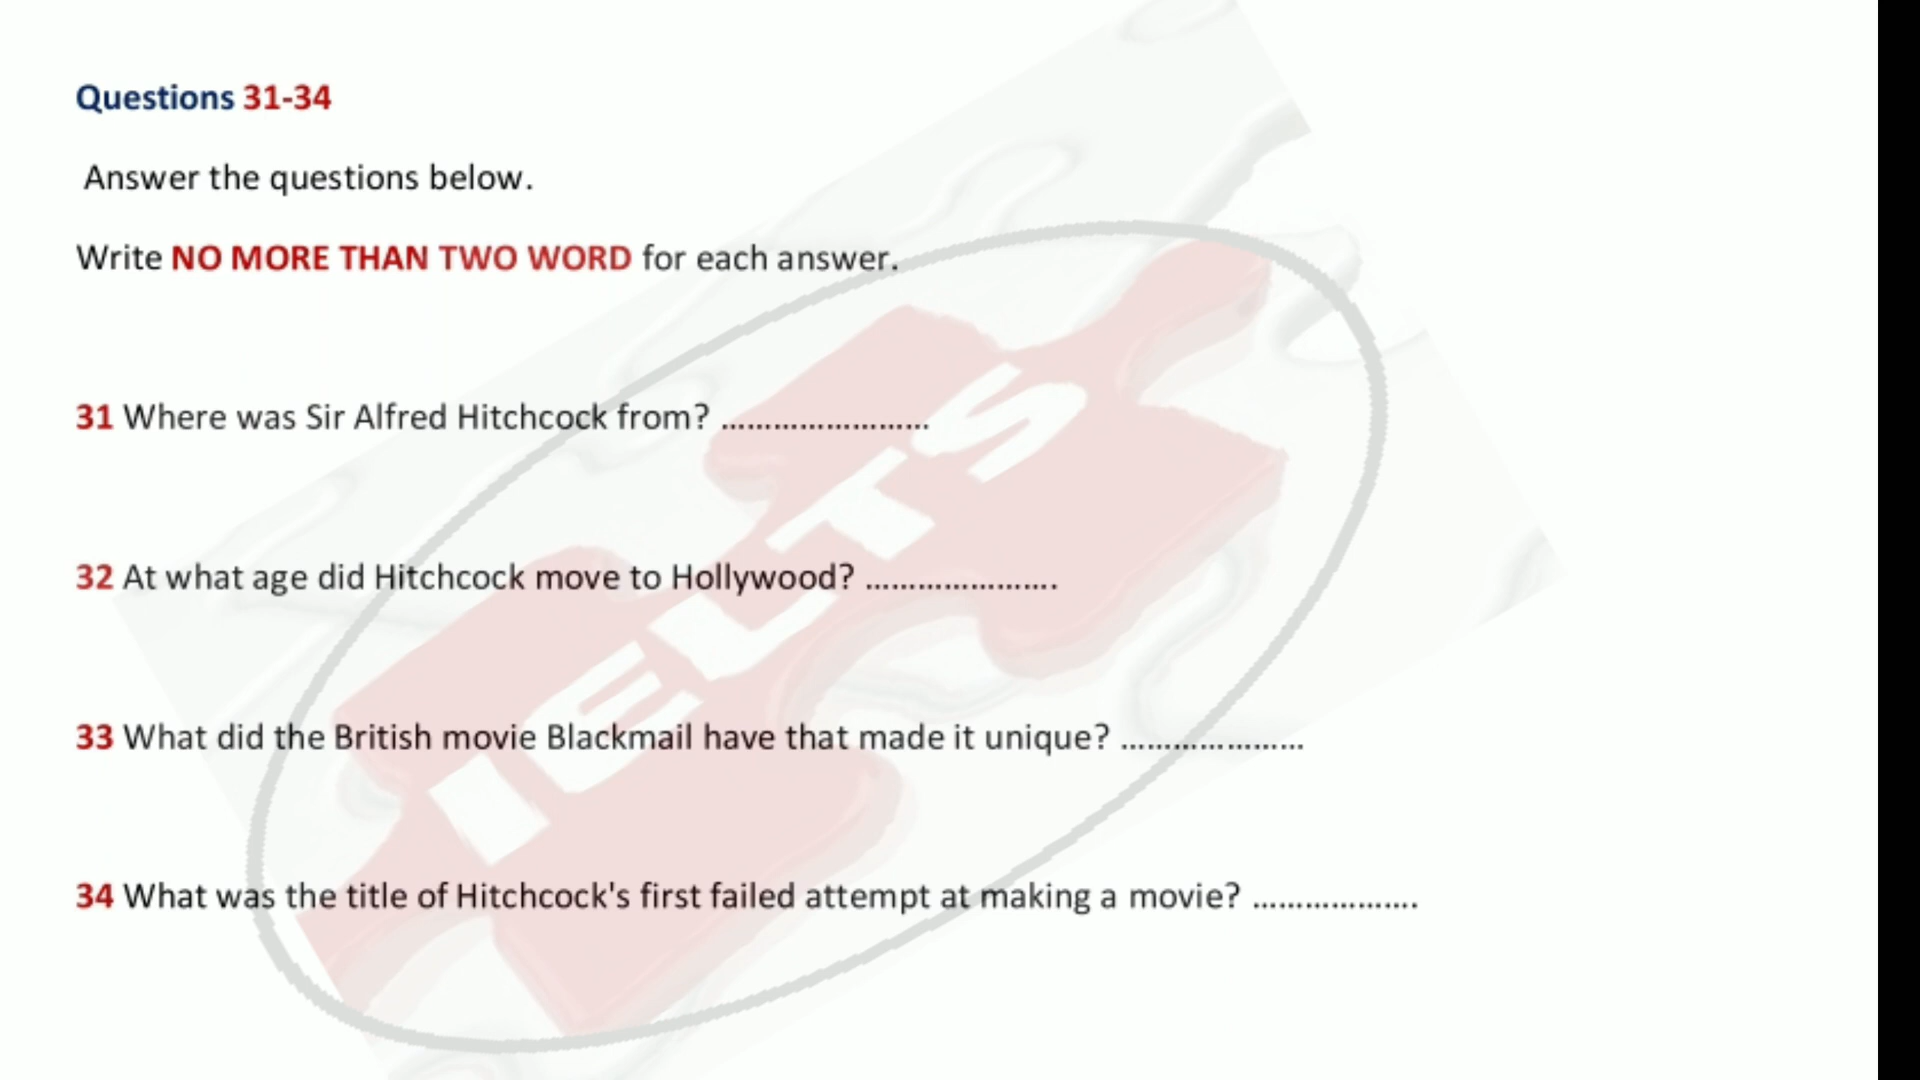 Questions 31-34
Answer the questions below.
Write NO MORE THAN TWO WORD for each answer.
31 Where was Sir Alfred Hitchcock from? ........................
32 At what age did Hitchcock move to Hollywood? ......................
33 What did the British movie Blackmail have that made it unique? .....................
34 What was the title of Hitchcock's first failed attempt at making a movie? ...................
IELTS